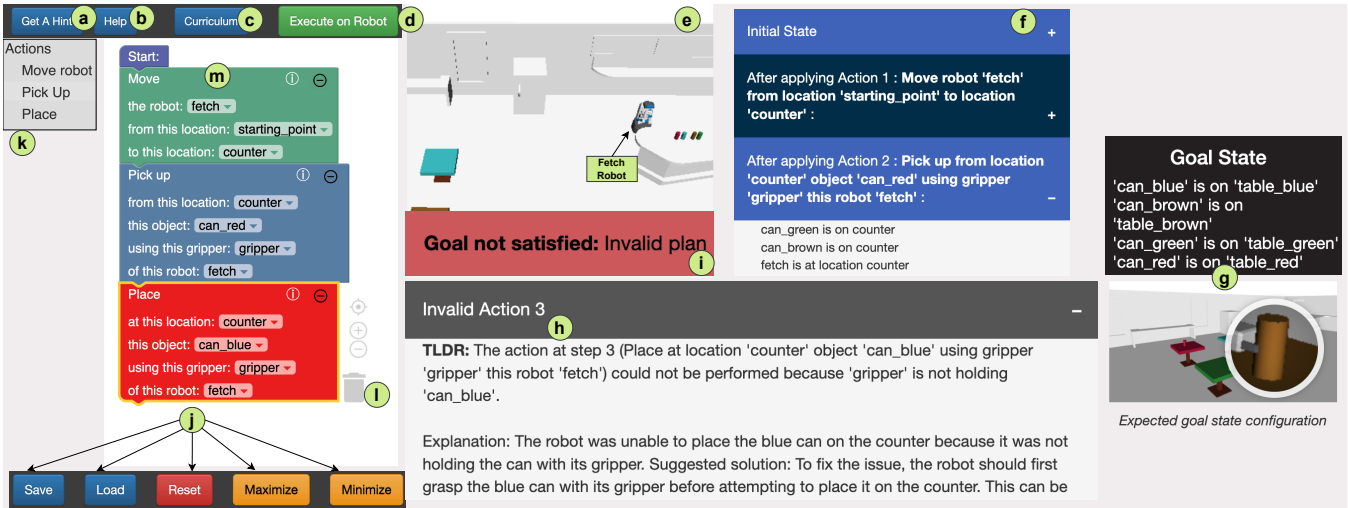 Get A Hint a Help b Curriculum c Execute on Robot d
Actions
Move robot
Pick Up
Place
k
Start:
Move m
the robot: fetch
from this location: starting_point
to this location: counter
Pick up
from this location: counter
this object: can_red
using this gripper: gripper
of this robot: fetch
Place
at this location: counter
this object: can_blue
using this gripper: gripper
of this robot: fetch
l
j
Save Load Reset Maximize Minimize
e
Fetch
Robot
Goal not satisfied: Invalid plan
i
Initial State f +
After applying Action 1 : Move robot 'fetch'
from location 'starting_point' to location
'counter' : +
After applying Action 2 : Pick up from location
'counter' object 'can_red' using gripper
'gripper' this robot 'fetch' : −
can_green is on counter
can_brown is on counter
fetch is at location counter
Goal State
'can_blue' is on 'table_blue'
'can_brown' is on
'table_brown'
'can_green' is on 'table_green'
'can_red' is on 'table_red'
g
Expected goal state configuration
Invalid Action 3 −
h
TLDR: The action at step 3 (Place at location 'counter' object 'can_blue' using gripper
'gripper' this robot 'fetch') could not be performed because 'gripper' is not holding
'can_blue'.
Explanation: The robot was unable to place the blue can on the counter because it was not
holding the can with its gripper. Suggested solution: To fix the issue, the robot should first
grasp the blue can with its gripper before attempting to place it on the counter. This can be